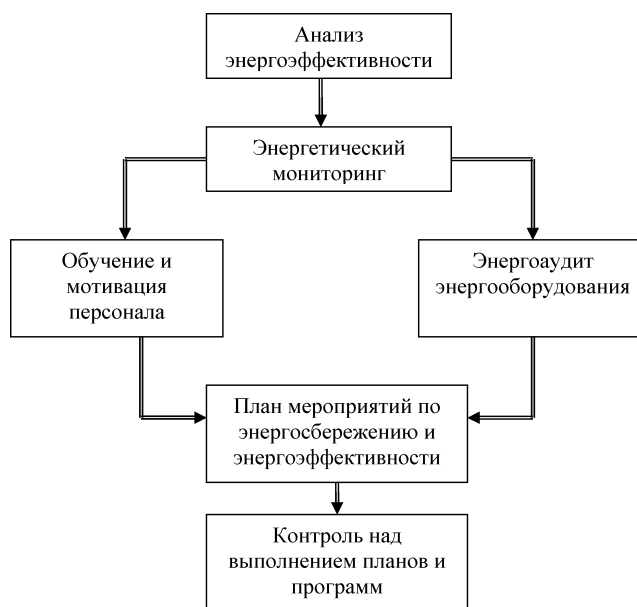 Анализ
энергоэффективности
Энергетический
мониторинг
Обучение и
мотивация
персонала
Энергоаудит
энергооборудования
План мероприятий по
энергосбережению и
энергоэффективности
Контроль над
выполнением планов и
программ